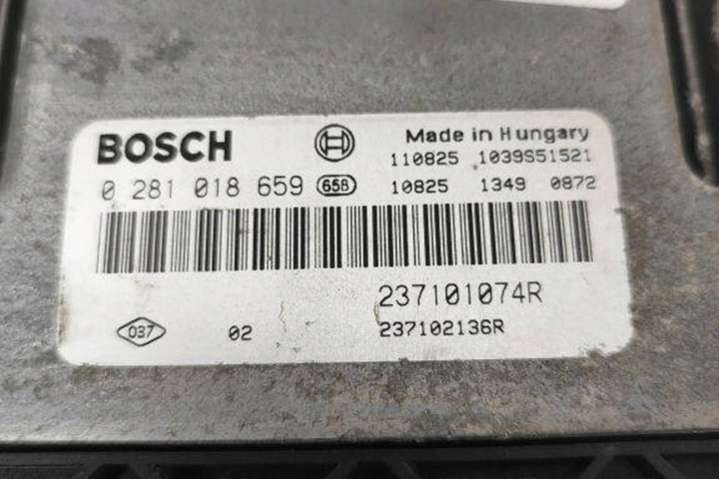 BOSCH
Made in Hungary
110825 1039S51521
0 281 018 659 658 10825 1349 0872
237101074R
037 02 237102136R